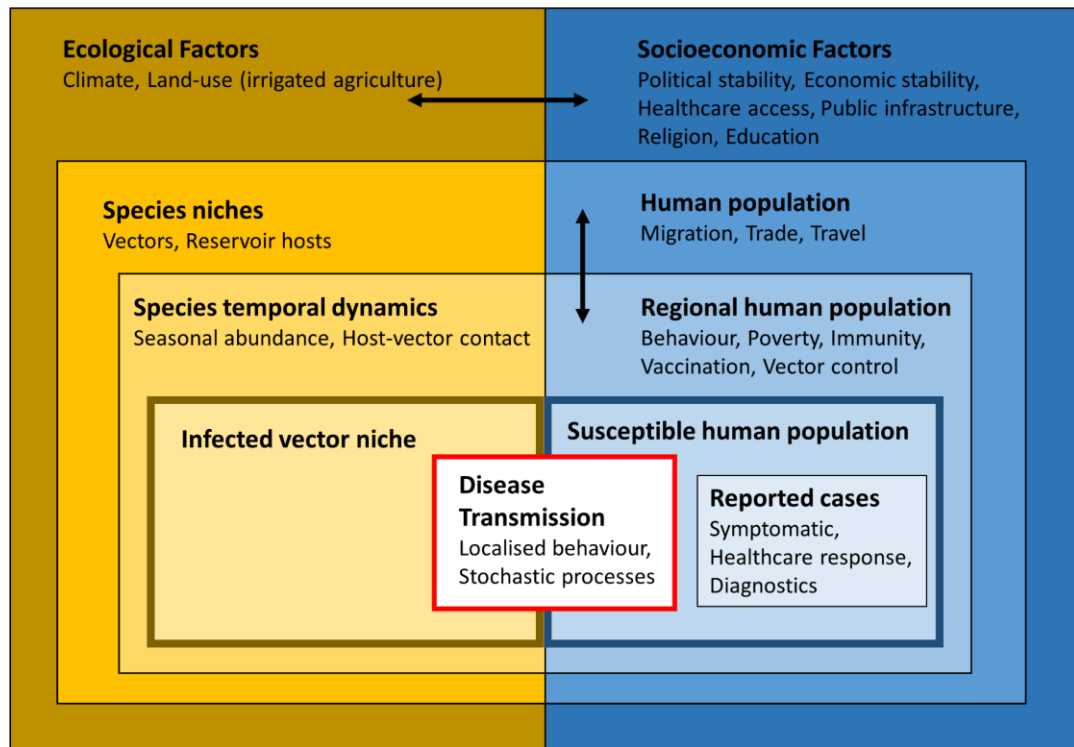 Ecological Factors
Climate, Land-use (irrigated agriculture)
Socioeconomic Factors
Political stability, Economic stability,
Healthcare access, Public infrastructure,
Religion, Education
Species niches
Vectors, Reservoir hosts
Human population
Migration, Trade, Travel
Species temporal dynamics
Seasonal abundance, Host-vector contact
Regional human population
Behaviour, Poverty, Immunity,
Vaccination, Vector control
Infected vector niche
Susceptible human population
Disease
Transmission
Localised behaviour,
Stochastic processes
Reported cases
Symptomatic,
Healthcare response,
Diagnostics